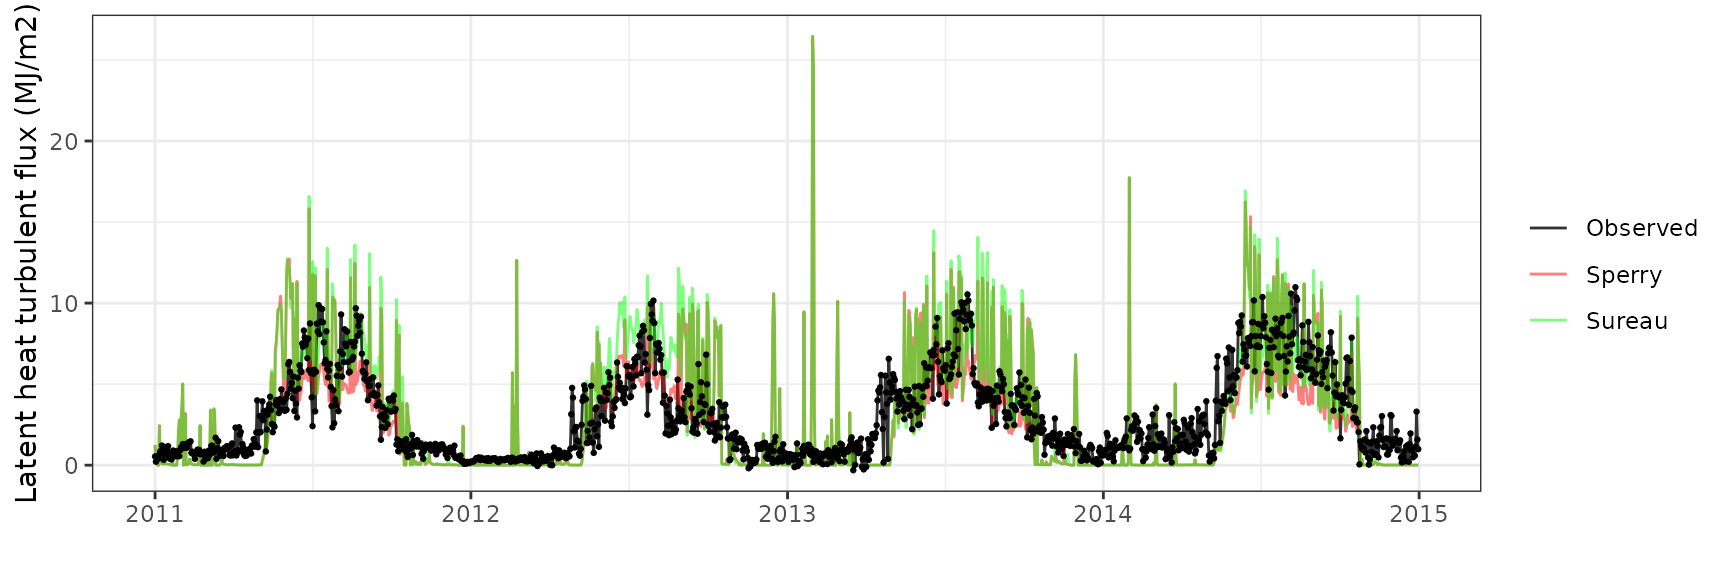 Latent heat turbulent flux (MJ/m2)
20
10
0
2011
2012
2013
2014
2015
Observed
Sperry
Sureau